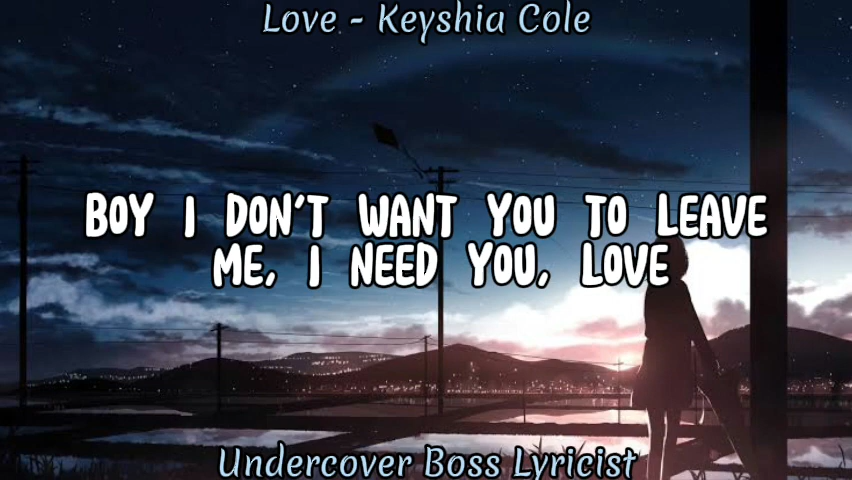 Love - Keyshia Cole
BOY I DON'T WANT YOU TO LEAVE
ME, I NEED YOU, LOVE
Undercover Boss Lyricist